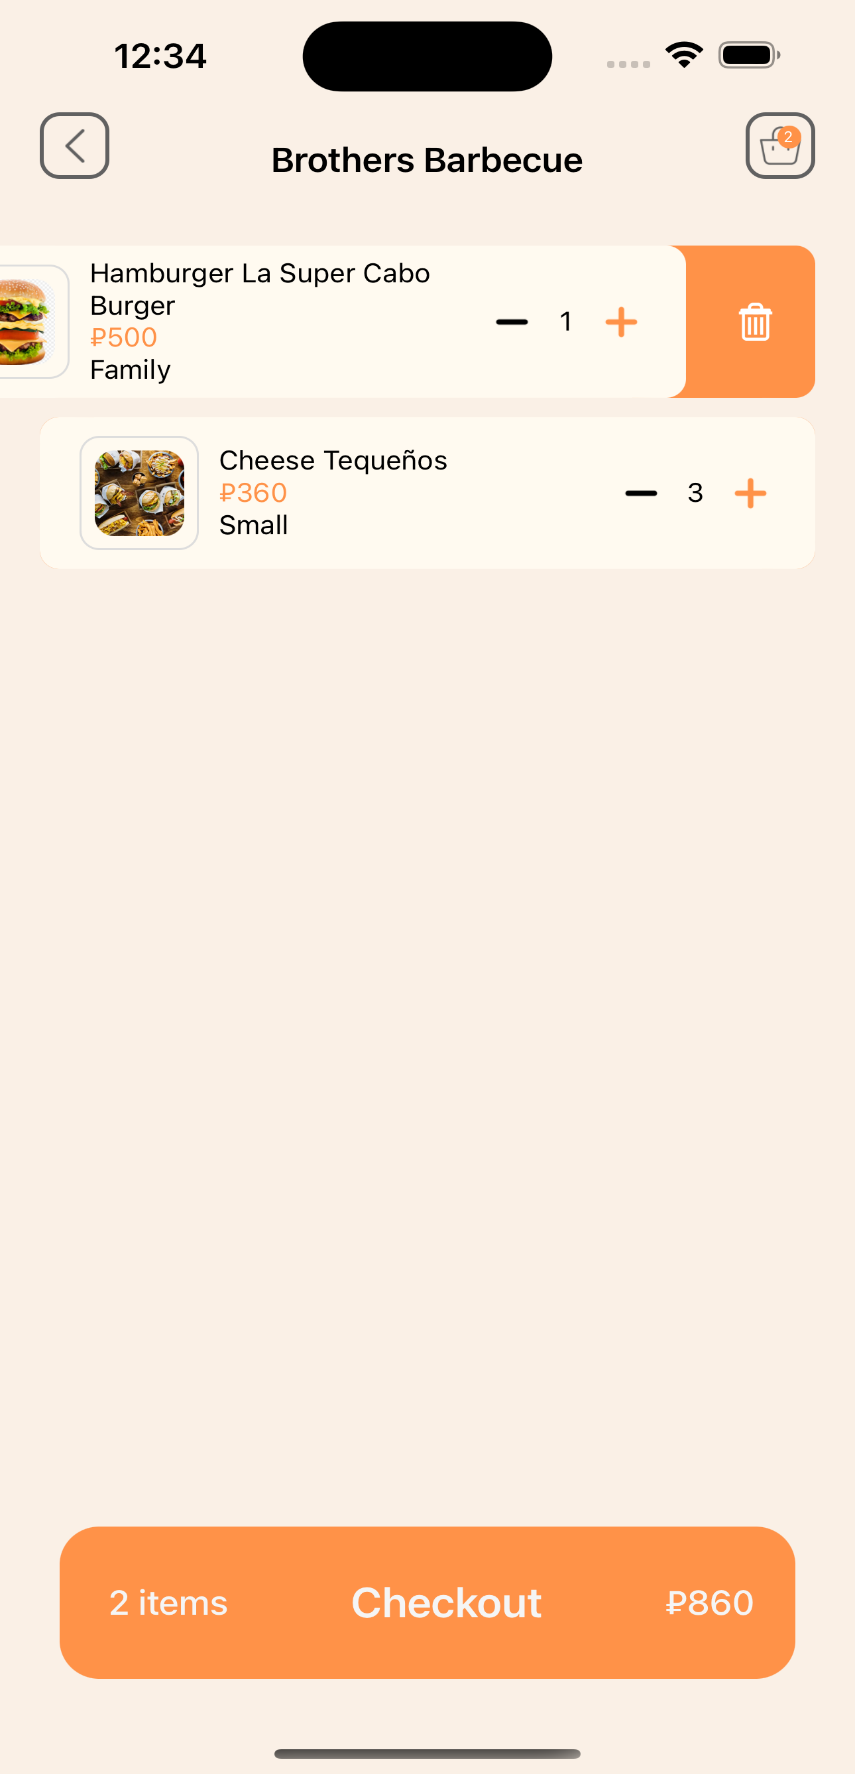 12:34
Brothers Barbecue
2
Hamburger La Super Cabo
Burger
₽500
Family
1
Cheese Tequeños
₽360
Small
3
2 items
Checkout
₽860